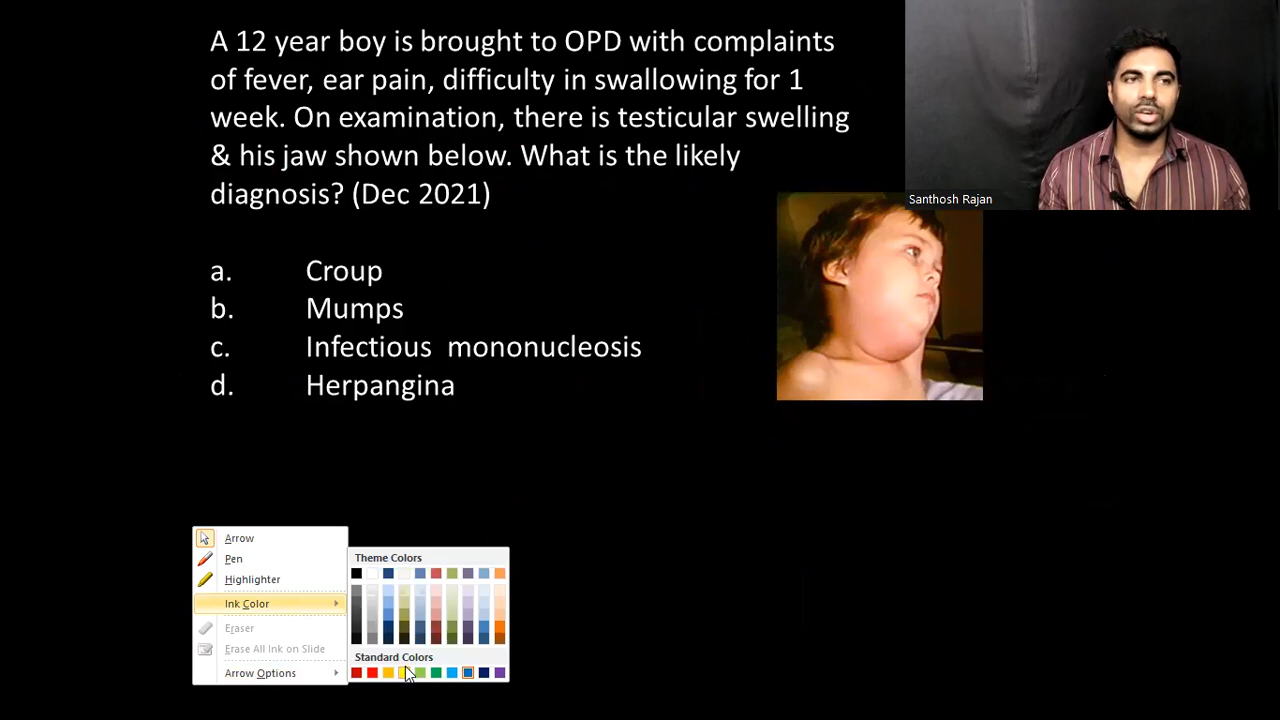 A 12 year boy is brought to OPD with complaints
of fever, ear pain, difficulty in swallowing for 1
week. On examination, there is testicular swelling
& his jaw shown below. What is the likely
diagnosis? (Dec 2021)
Santhosh Rajan
a. Croup
b. Mumps
c. Infectious mononucleosis
d. Herpangina
Arrow
Pen
Highlighter
Ink Color
Eraser
Erase All Ink on Slide
Arrow Options
Theme Colors
Standard Colors